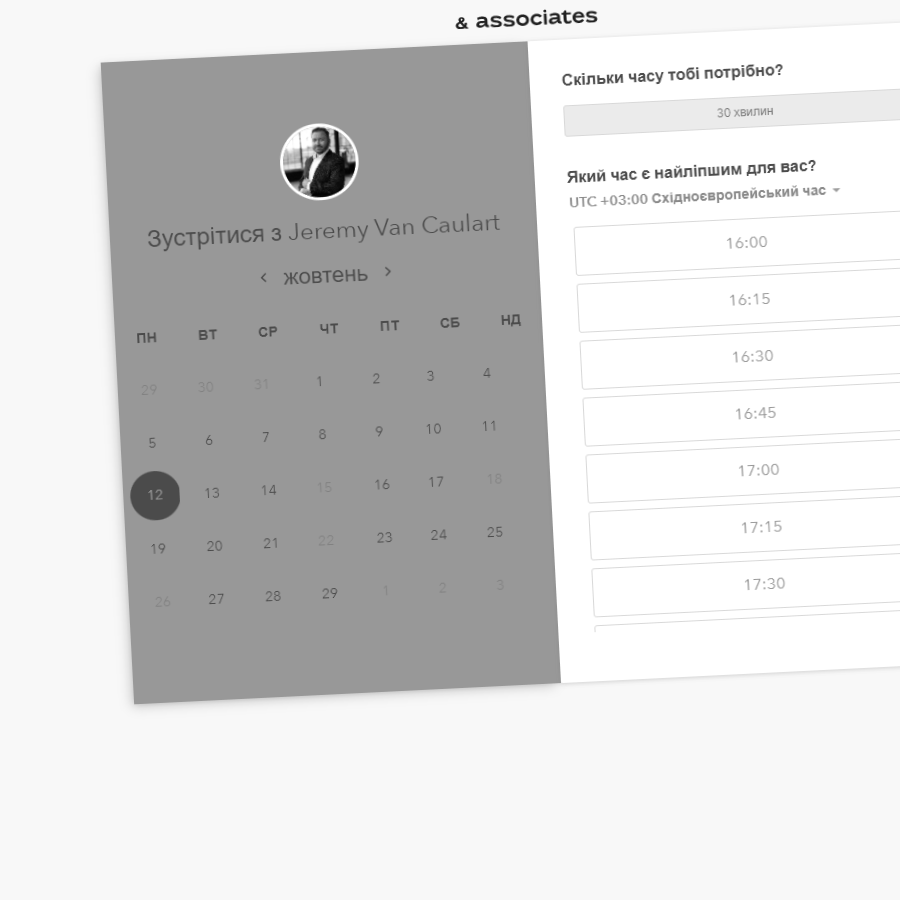 & associates
Зустрітися з Jeremy Van Caulart
жовтень
ПН ВТ СР ЧТ ПТ СБ НД
29 30 31 1 2 3 4
5 6 7 8 9 10 11
12 13 14 15 16 17 18
19 20 21 22 23 24 25
26 27 28 29 1 2 3
Скільки часу тобі потрібно?
30 хвилин
Який час є найліпшим для вас?
UTC +03:00 Східноєвропейський час
16:00
16:15
16:30
16:45
17:00
17:15
17:30